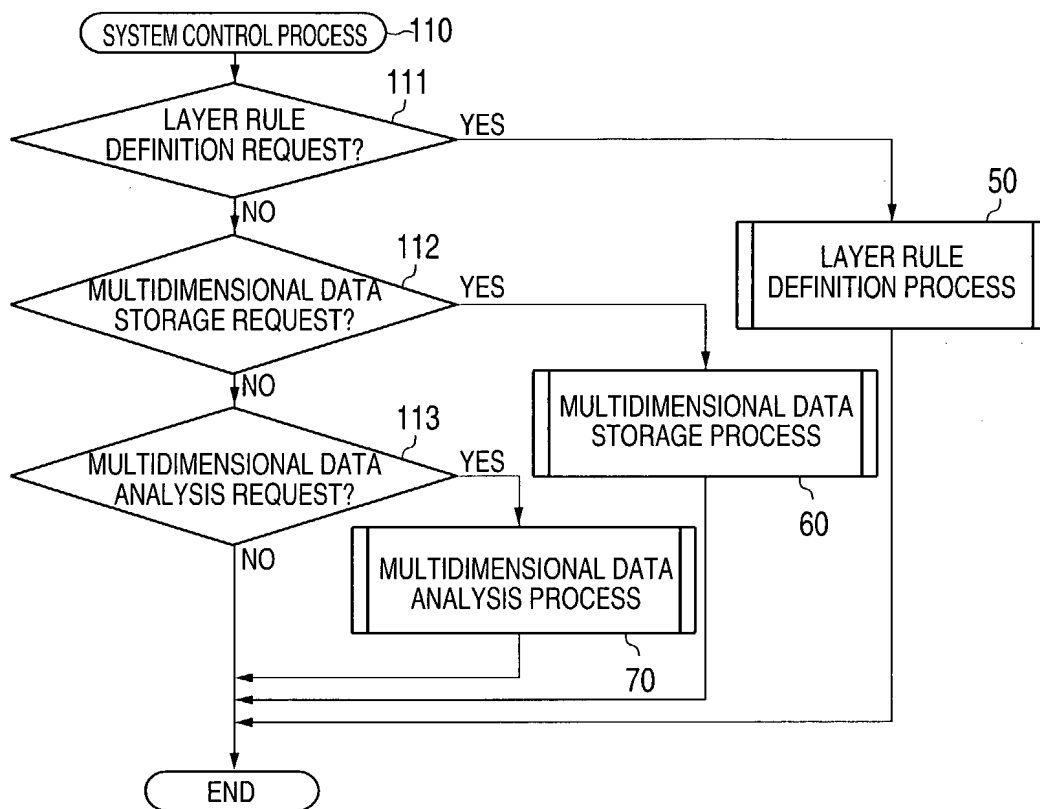 SYSTEM CONTROL PROCESS
110
111
LAYER RULE
DEFINITION REQUEST?
YES
NO
50
LAYER RULE
DEFINITION PROCESS
112
MULTIDIMENSIONAL DATA
STORAGE REQUEST?
YES
NO
MULTIDIMENSIONAL DATA
STORAGE PROCESS
60
113
MULTIDIMENSIONAL DATA
ANALYSIS REQUEST?
YES
NO
MULTIDIMENSIONAL DATA
ANALYSIS PROCESS
70
END